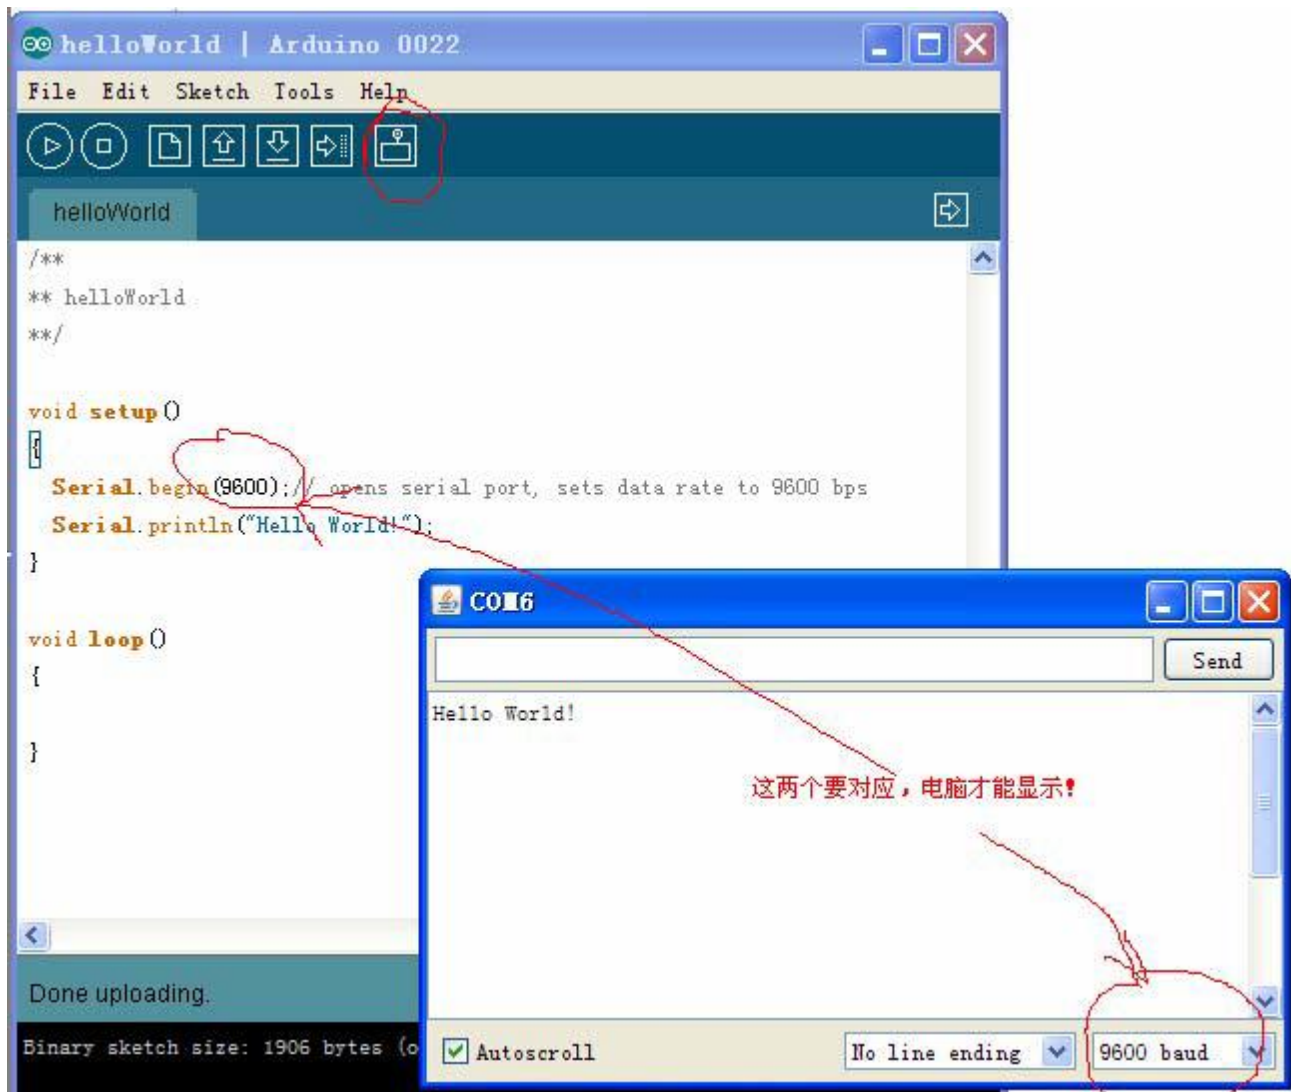 helloWorld | Arduino 0022
File Edit Sketch Tools Help
helloWorld
/**
** helloWorld
**/
void setup()
{
Serial.begin(9600);// opens serial port, sets data rate to 9600 bps
Serial.println("Hello World!");
}
void loop()
{
}
Done uploading.
Binary sketch size: 1906 bytes (o
COM6
Send
Hello World!
这两个要对应，电脑才能显示！
Autoscroll
No line ending
9600 baud